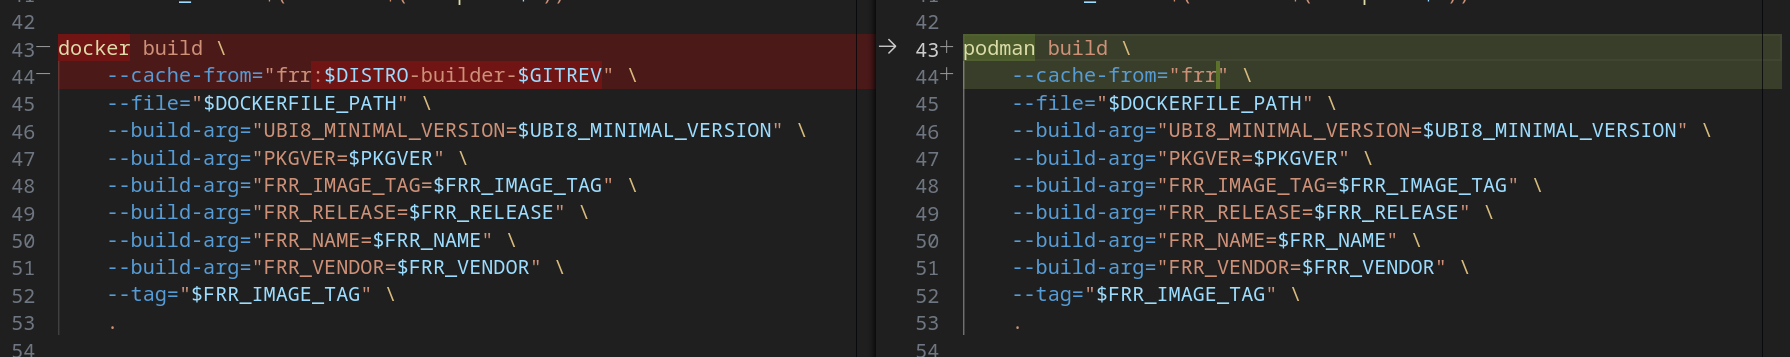 42
43— docker build \
44— --cache-from="frr:$DISTRO-builder-$GITREV" \
45 --file="$DOCKERFILE_PATH" \
46 --build-arg="UBI8_MINIMAL_VERSION=$UBI8_MINIMAL_VERSION" \
47 --build-arg="PKGVER=$PKGVER" \
48 --build-arg="FRR_IMAGE_TAG=$FRR_IMAGE_TAG" \
49 --build-arg="FRR_RELEASE=$FRR_RELEASE" \
50 --build-arg="FRR_NAME=$FRR_NAME" \
51 --build-arg="FRR_VENDOR=$FRR_VENDOR" \
52 --tag="$FRR_IMAGE_TAG" \
53 .
54
42
→ 43+ podman build \
44+ --cache-from="frr" \
45 --file="$DOCKERFILE_PATH" \
46 --build-arg="UBI8_MINIMAL_VERSION=$UBI8_MINIMAL_VERSION" \
47 --build-arg="PKGVER=$PKGVER" \
48 --build-arg="FRR_IMAGE_TAG=$FRR_IMAGE_TAG" \
49 --build-arg="FRR_RELEASE=$FRR_RELEASE" \
50 --build-arg="FRR_NAME=$FRR_NAME" \
51 --build-arg="FRR_VENDOR=$FRR_VENDOR" \
52 --tag="$FRR_IMAGE_TAG" \
53 .
54